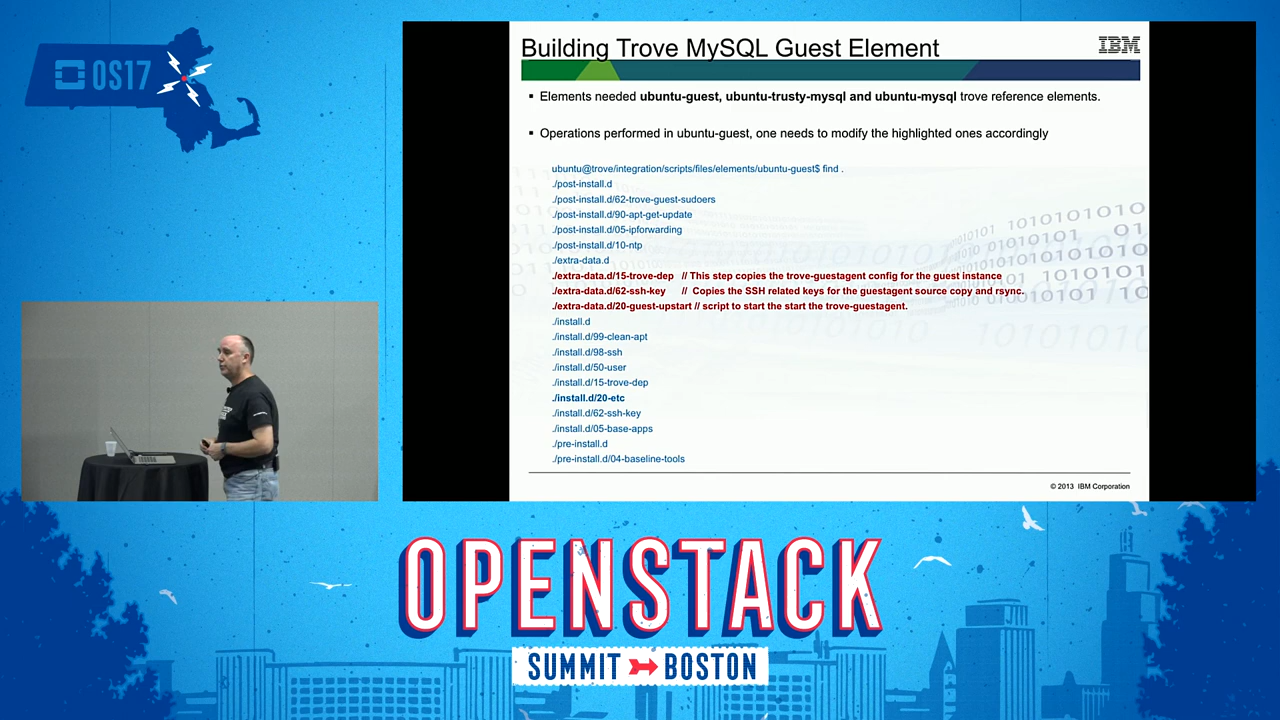 OS17
Building Trove MySQL Guest Element
IBM
▪ Elements needed ubuntu-guest, ubuntu-trusty-mysql and ubuntu-mysql trove reference elements.
▪ Operations performed in ubuntu-guest, one needs to modify the highlighted ones accordingly
ubuntu@trove/integration/scripts/files/elements/ubuntu-guest$ find .
./post-install.d
./post-install.d/62-trove-guest-sudoers
./post-install.d/90-apt-get-update
./post-install.d/05-ipforwarding
./post-install.d/10-ntp
./extra-data.d
./extra-data.d/15-trove-dep // This step copies the trove-guestagent config for the guest instance
./extra-data.d/62-ssh-key // Copies the SSH related keys for the guestagent source copy and rsync.
./extra-data.d/20-guest-upstart // script to start the start the trove-guestagent.
./install.d
./install.d/99-clean-apt
./install.d/98-ssh
./install.d/50-user
./install.d/15-trove-dep
./install.d/20-etc
./install.d/62-ssh-key
./install.d/05-base-apps
./pre-install.d
./pre-install.d/04-baseline-tools
© 2013 IBM Corporation
OPENSTACK
SUMMIT BOSTON